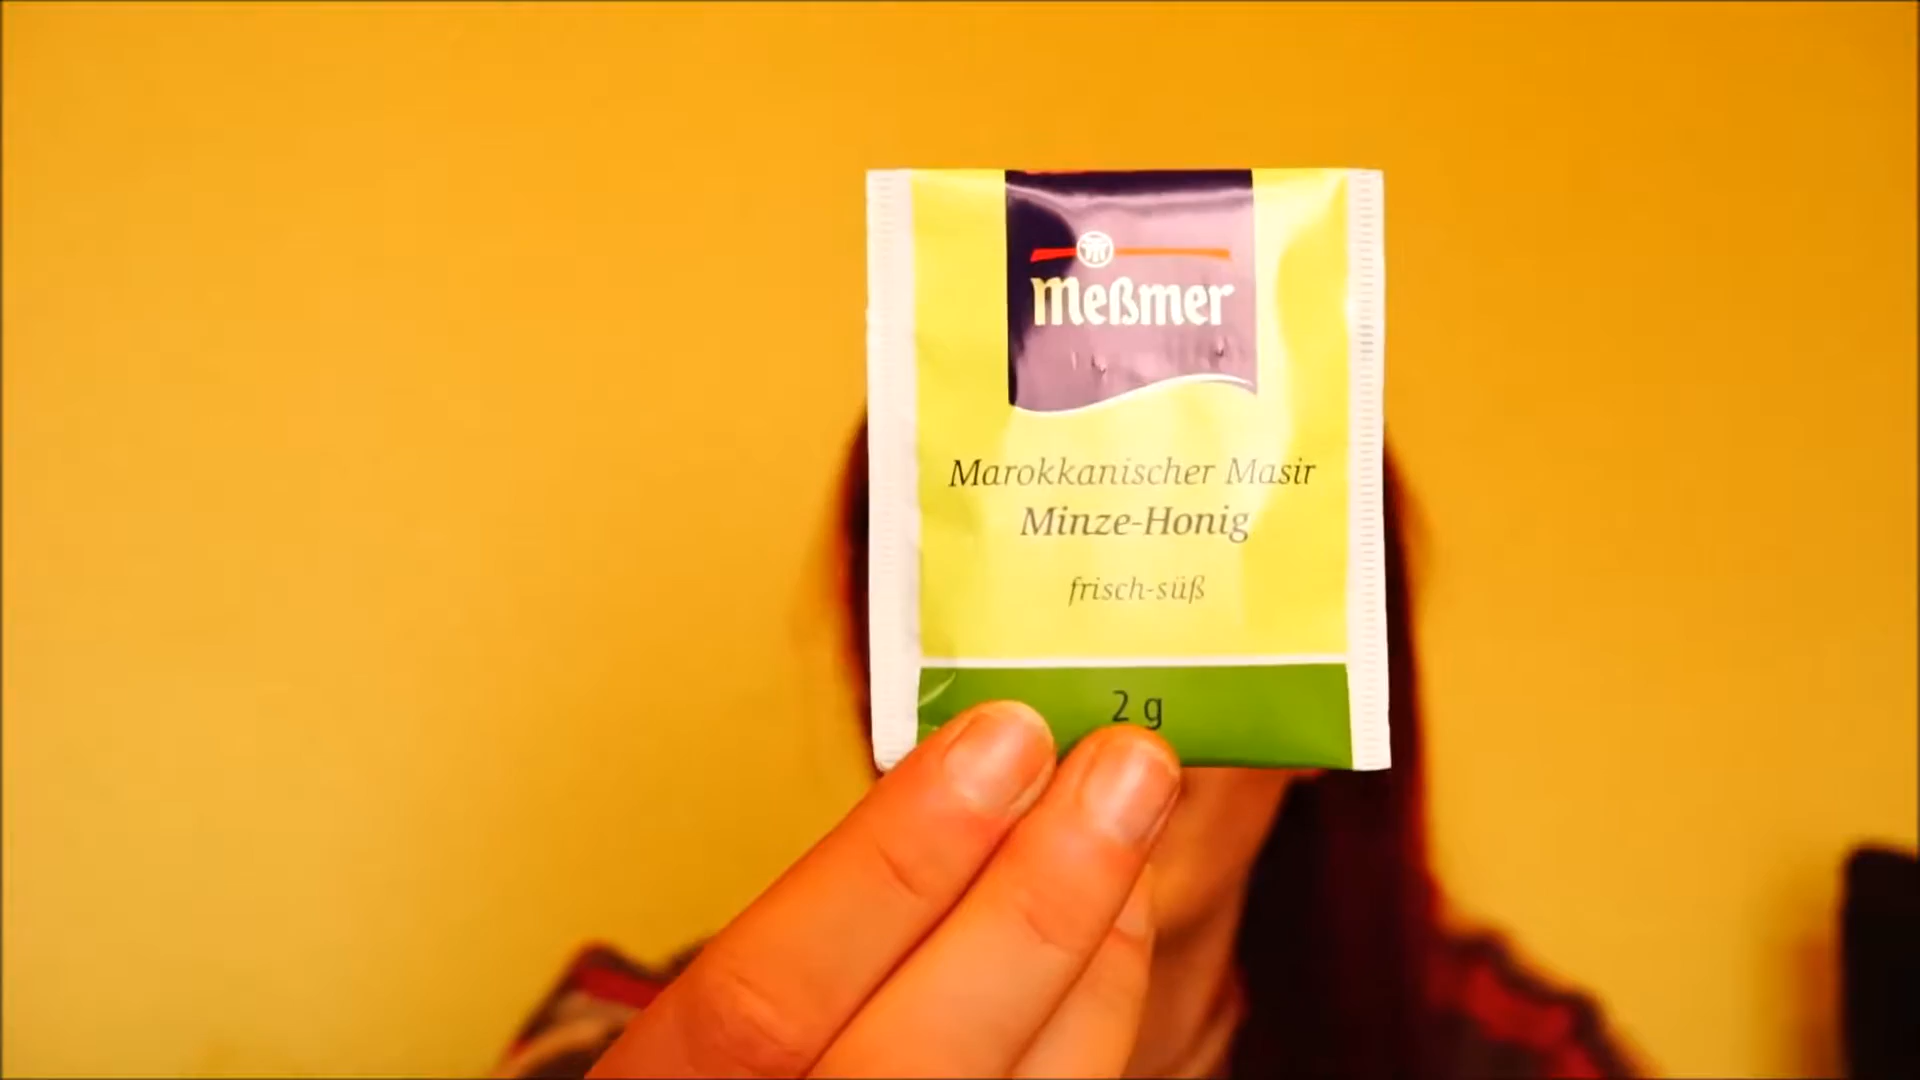 Meßmer
Marokkanischer Masir
Minze-Honig
frisch-süß
2 g